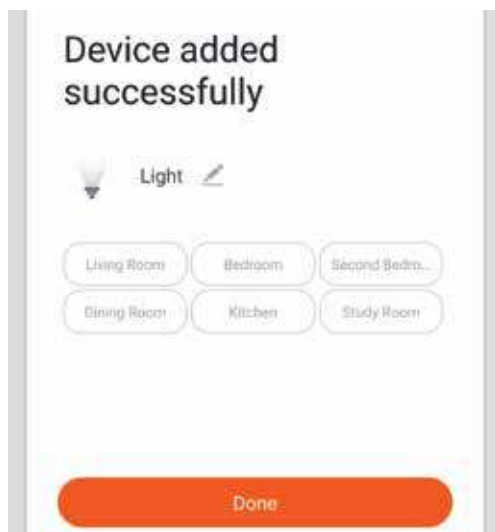 Device added
successfully
Light
Living Room Bedroom Second Bedro...
Dining Room Kitchen Study Room
Done